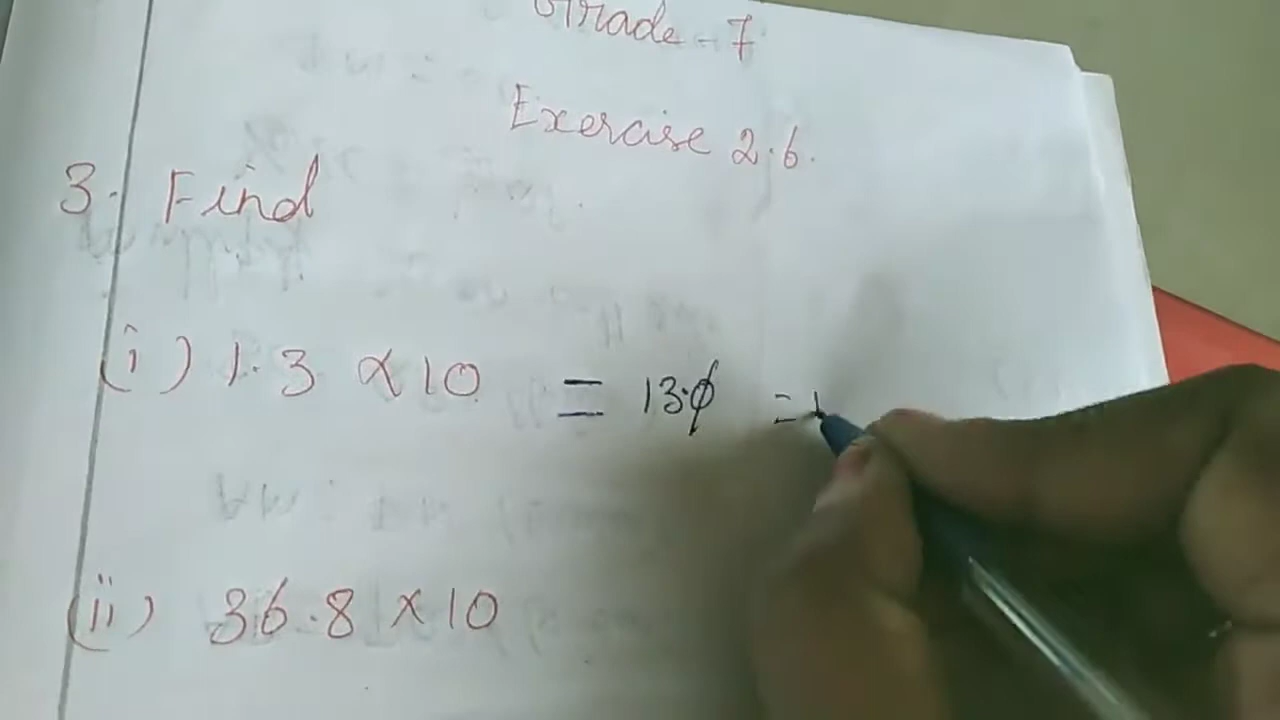 Grade - 7
Exercise 2.6.
3. Find
(i) 1.3 × 10 = 13.0 =
(ii) 36.8 × 10